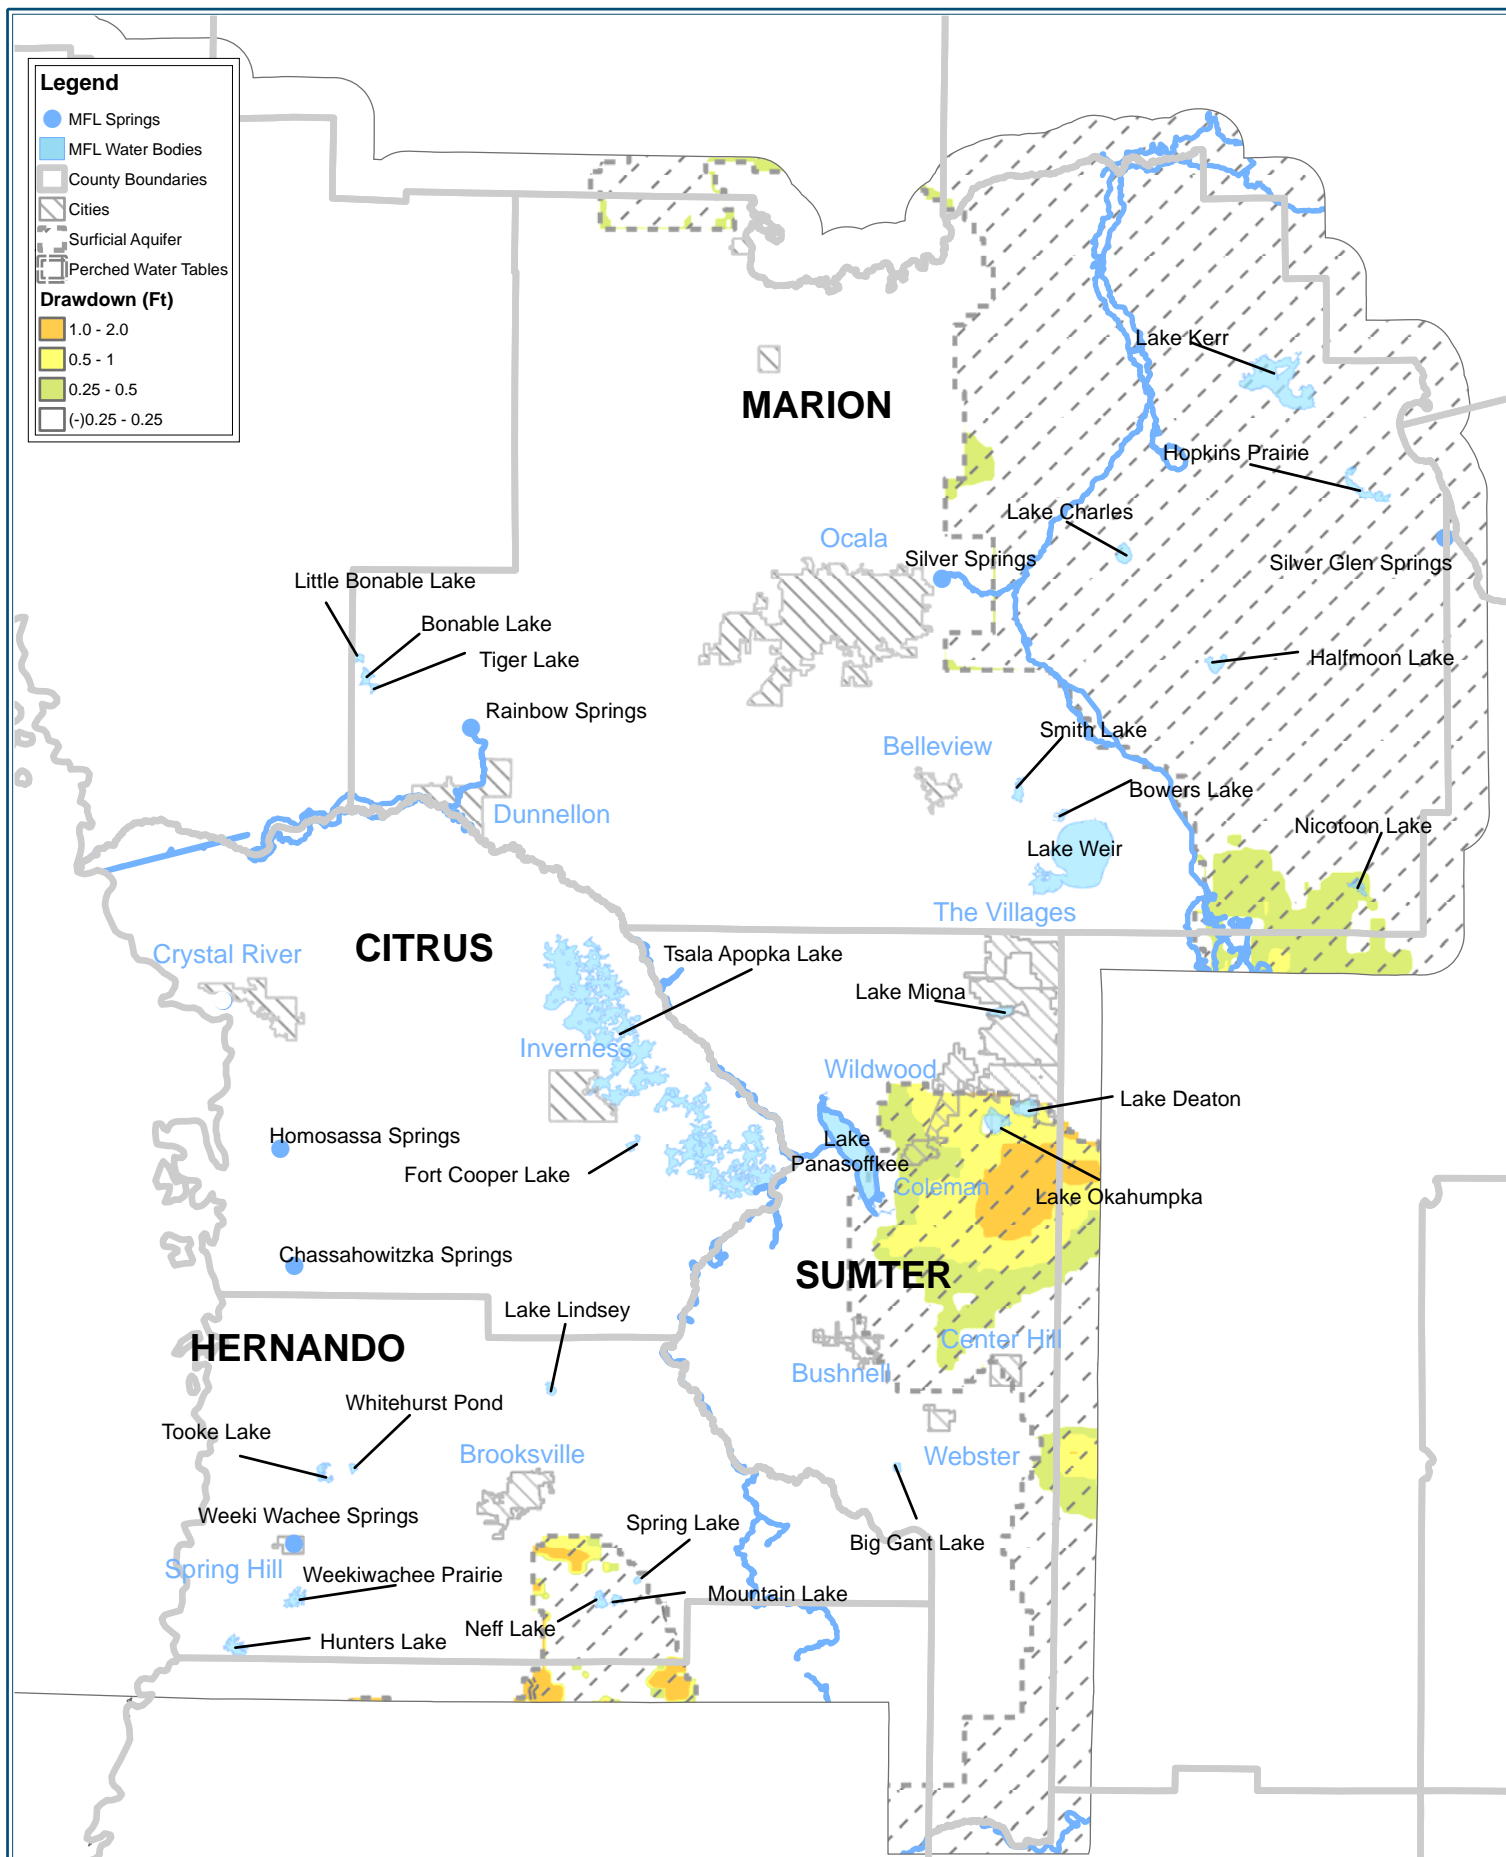 Legend
MFL Springs
MFL Water Bodies
County Boundaries
Cities
Surficial Aquifer
Perched Water Tables
Drawdown (Ft)
1.0 - 2.0
0.5 - 1
0.25 - 0.5
(-)0.25 - 0.25
Lake Kerr
MARION
Hopkins Prairie
Lake Charles
Ocala
Silver Springs
Silver Glen Springs
Little Bonable Lake
Bonable Lake
Tiger Lake
Halfmoon Lake
Rainbow Springs
Smith Lake
Belleview
Bowers Lake
Dunnellon
Nicotoon Lake
Lake Weir
The Villages
CITRUS
Crystal River
Tsala Apopka Lake
Lake Miona
Inverness
Wildwood
Lake Deaton
Homosassa Springs
Lake
Panasoffkee
Fort Cooper Lake
Coleman
Lake Okahumpka
Chassahowitzka Springs
SUMTER
Lake Lindsey
HERNANDO
Center Hill
Bushnell
Whitehurst Pond
Tooke Lake
Brooksville
Webster
Weeki Wachee Springs
Spring Lake
Big Gant Lake
Spring Hill
Weekiwachee Prairie
Mountain Lake
Neff Lake
Hunters Lake